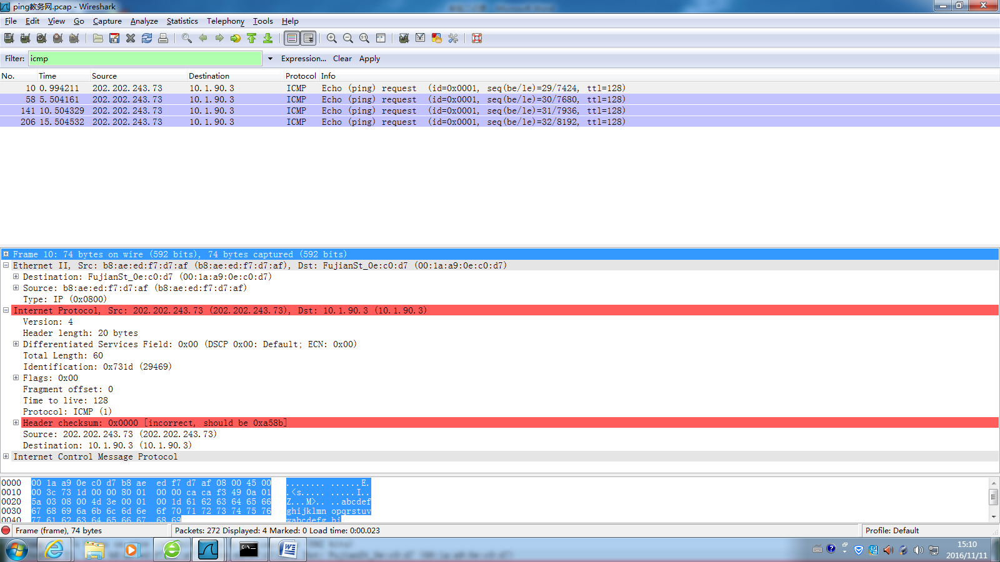 ping教务网.pcap - Wireshark
File Edit View Go Capture Analyze Statistics Telephony Tools Help
Filter: icmp Expression... Clear Apply
No. Time Source Destination Protocol Info
10 0.994211 202.202.243.73 10.1.90.3 ICMP Echo (ping) request (id=0x0001, seq(be/le)=29/7424, ttl=128)
58 5.504161 202.202.243.73 10.1.90.3 ICMP Echo (ping) request (id=0x0001, seq(be/le)=30/7680, ttl=128)
141 10.504329 202.202.243.73 10.1.90.3 ICMP Echo (ping) request (id=0x0001, seq(be/le)=31/7936, ttl=128)
206 15.504532 202.202.243.73 10.1.90.3 ICMP Echo (ping) request (id=0x0001, seq(be/le)=32/8192, ttl=128)
Frame 10: 74 bytes on wire (592 bits), 74 bytes captured (592 bits)
Ethernet II, Src: b8:ae:ed:f7:d7:af (b8:ae:ed:f7:d7:af), Dst: FujianSt_0e:c0:d7 (00:1a:a9:0e:c0:d7)
Destination: FujianSt_0e:c0:d7 (00:1a:a9:0e:c0:d7)
Source: b8:ae:ed:f7:d7:af (b8:ae:ed:f7:d7:af)
Type: IP (0x0800)
Internet Protocol, Src: 202.202.243.73 (202.202.243.73), Dst: 10.1.90.3 (10.1.90.3)
Version: 4
Header length: 20 bytes
Differentiated Services Field: 0x00 (DSCP 0x00: Default; ECN: 0x00)
Total Length: 60
Identification: 0x731d (29469)
Flags: 0x00
Fragment offset: 0
Time to live: 128
Protocol: ICMP (1)
Header checksum: 0x0000 [incorrect, should be 0xa58b]
Source: 202.202.243.73 (202.202.243.73)
Destination: 10.1.90.3 (10.1.90.3)
Internet Control Message Protocol
0000 00 1a a9 0e c0 d7 b8 ae ed f7 d7 af 08 00 45 00 ........ ......E.
0010 00 3c 73 1d 00 00 80 01 00 00 ca ca f3 49 0a 01 .<s..... .....I..
0020 5a 03 08 00 4d 3e 00 01 00 1d 61 62 63 64 65 66 Z...M>.. ..abcdef
0030 67 68 69 6a 6b 6c 6d 6e 6f 70 71 72 73 74 75 76 ghijklmn opqrstuv
0040 77 61 62 63 64 65 66 67 68 69 wabcdefg hi
Frame (frame), 74 bytes Packets: 272 Displayed: 4 Marked: 0 Load time: 0:00.023 Profile: Default
15:10
2016/11/11